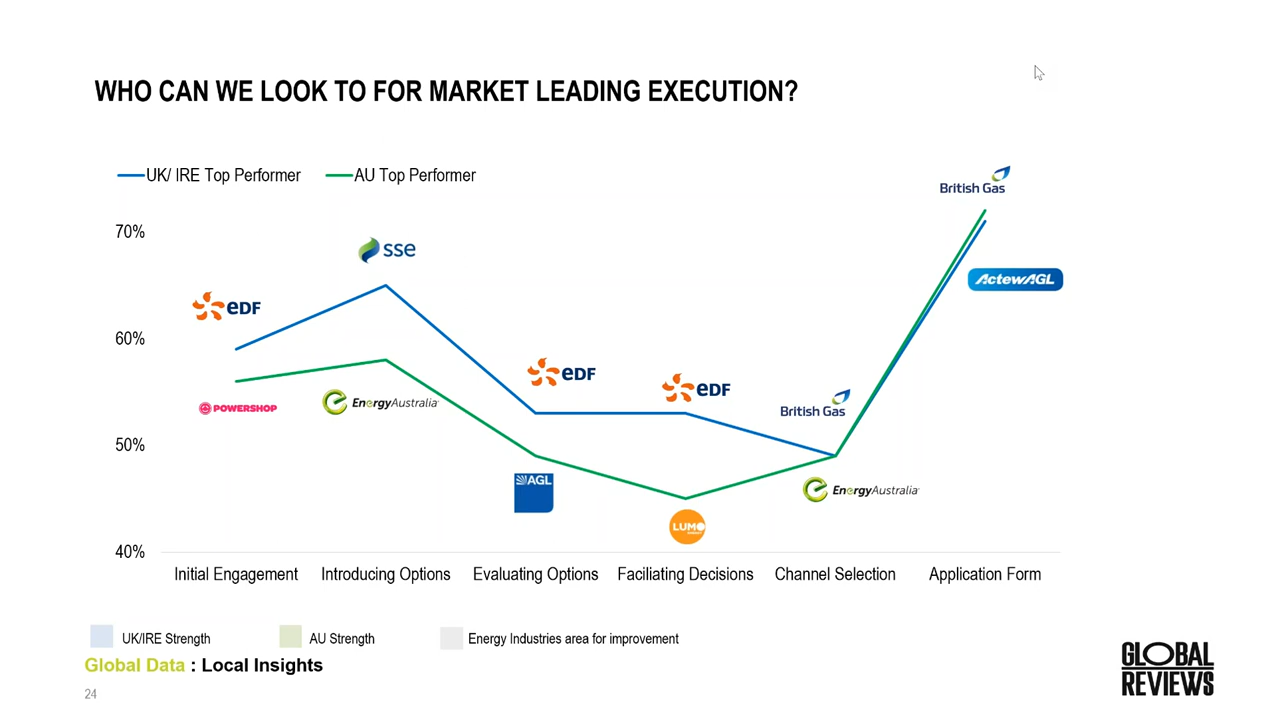 WHO CAN WE LOOK TO FOR MARKET LEADING EXECUTION?
UK/ IRE Top Performer
AU Top Performer
British Gas
70%
sse
ActewAGL
eDF
60%
eDF
eDF
POWERSHOP
EnergyAustralia
British Gas
50%
AGL
EnergyAustralia
LUMO
40%
Initial Engagement
Introducing Options
Evaluating Options
Faciliating Decisions
Channel Selection
Application Form
UK/IRE Strength
AU Strength
Energy Industries area for improvement
Global Data : Local Insights
GLOBAL
REVIEWS
24